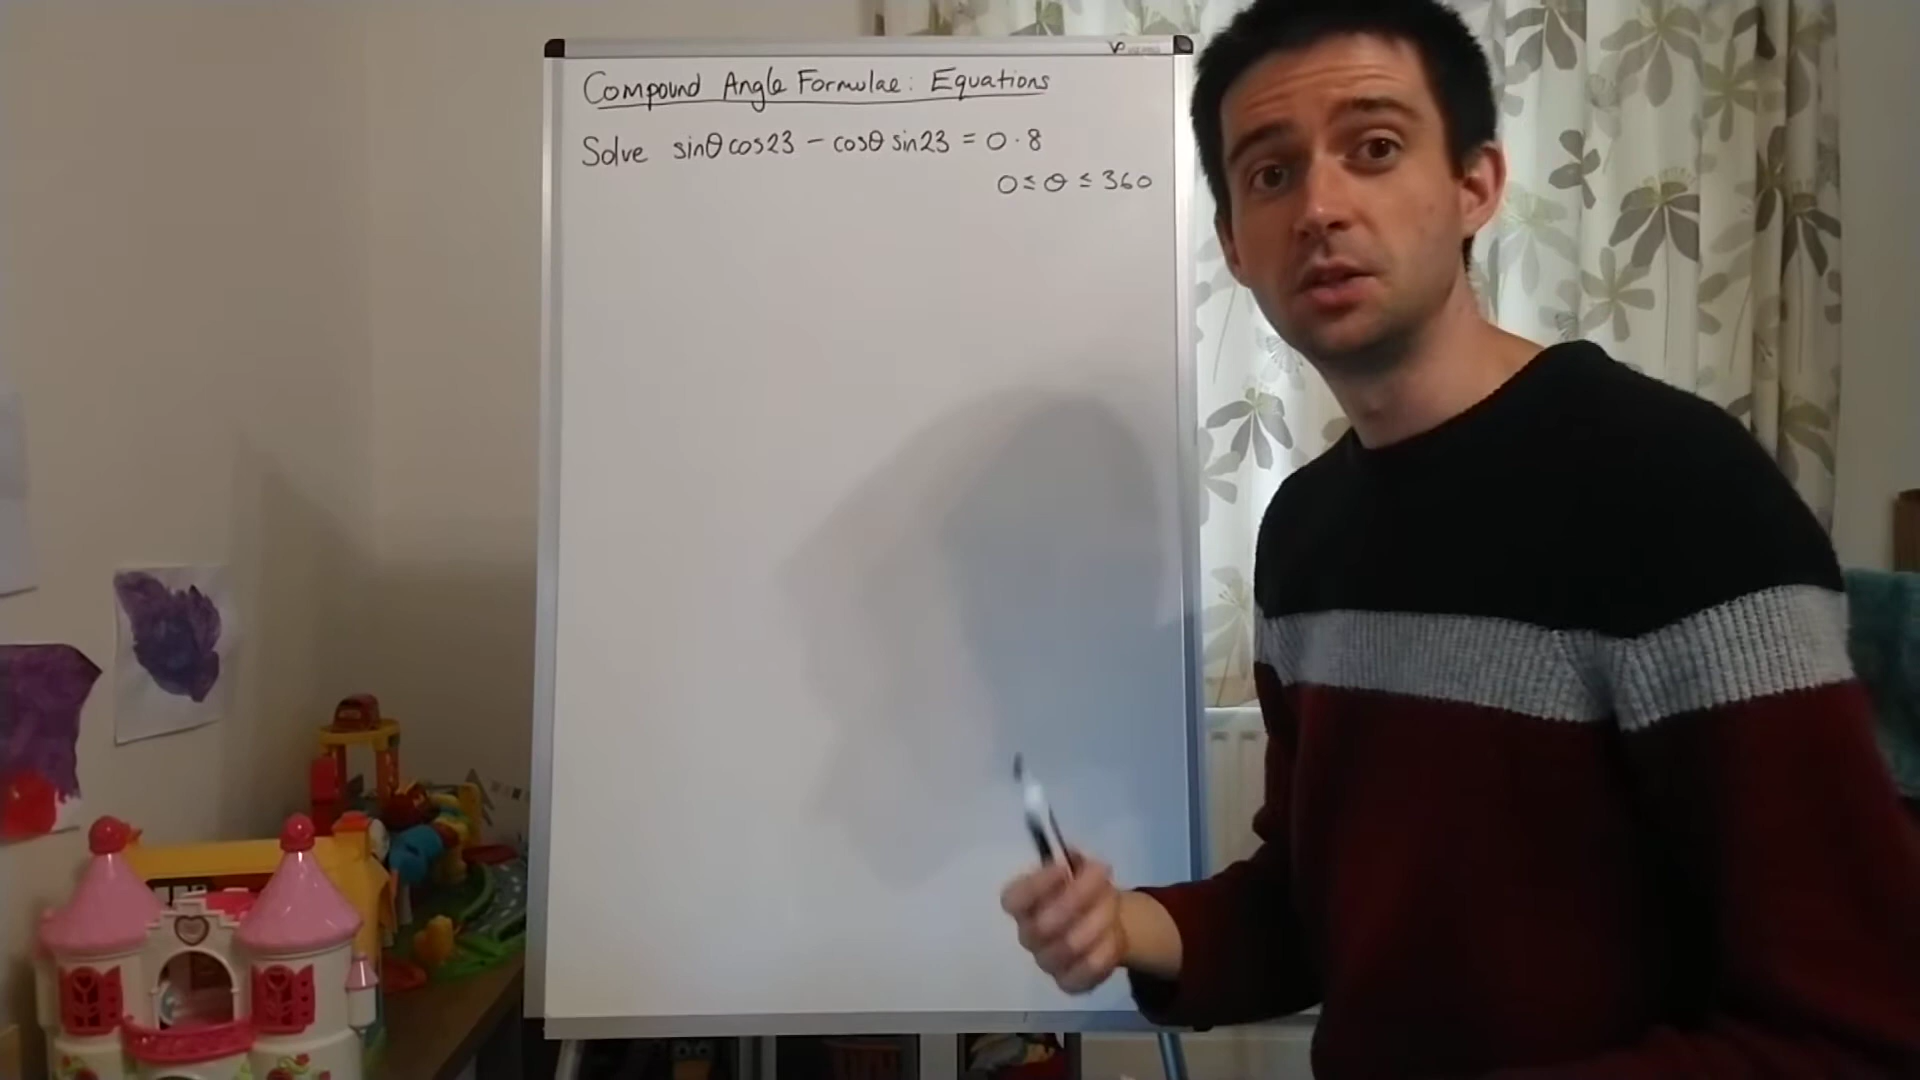 Compound Angle Formulae: Equations
Solve sinθ cos23 - cosθ sin23 = 0.8
0 ≤ θ ≤ 360